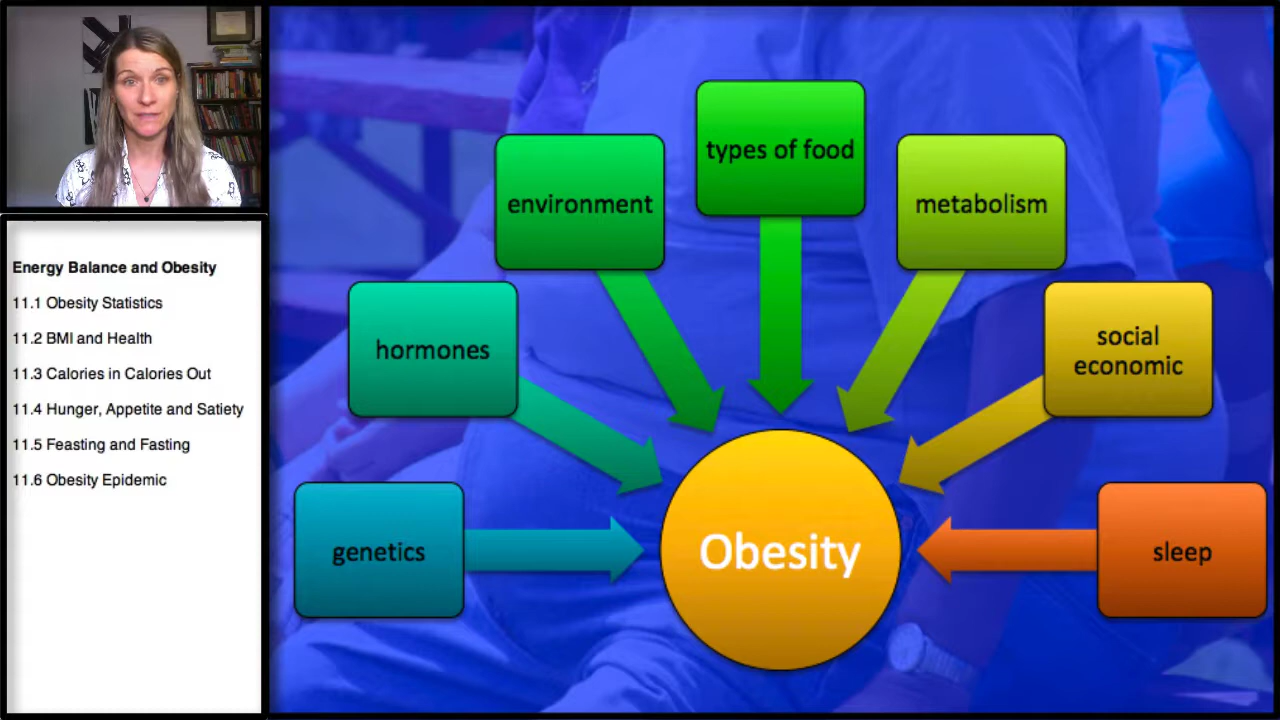 Energy Balance and Obesity
11.1 Obesity Statistics
11.2 BMI and Health
11.3 Calories in Calories Out
11.4 Hunger, Appetite and Satiety
11.5 Feasting and Fasting
11.6 Obesity Epidemic
types of food
environment
metabolism
hormones
social
economic
genetics
Obesity
sleep